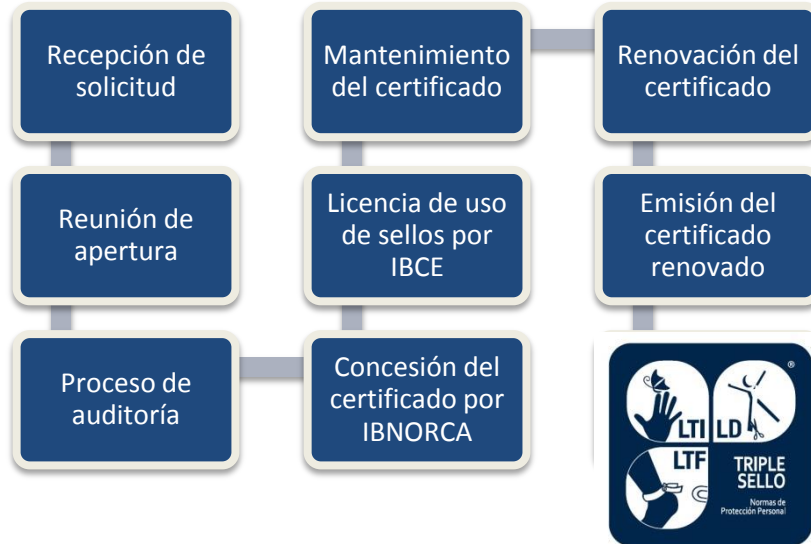 Recepción de
solicitud
Reunión de
apertura
Proceso de
auditoría
Concesión del
certificado por
IBNORCA
Licencia de uso
de sellos por
IBCE
Mantenimiento
del certificado
Renovación del
certificado
Emisión del
certificado
renovado
®
LTI LD
LTF
TRIPLE
SELLO
Normas de
Protección Personal